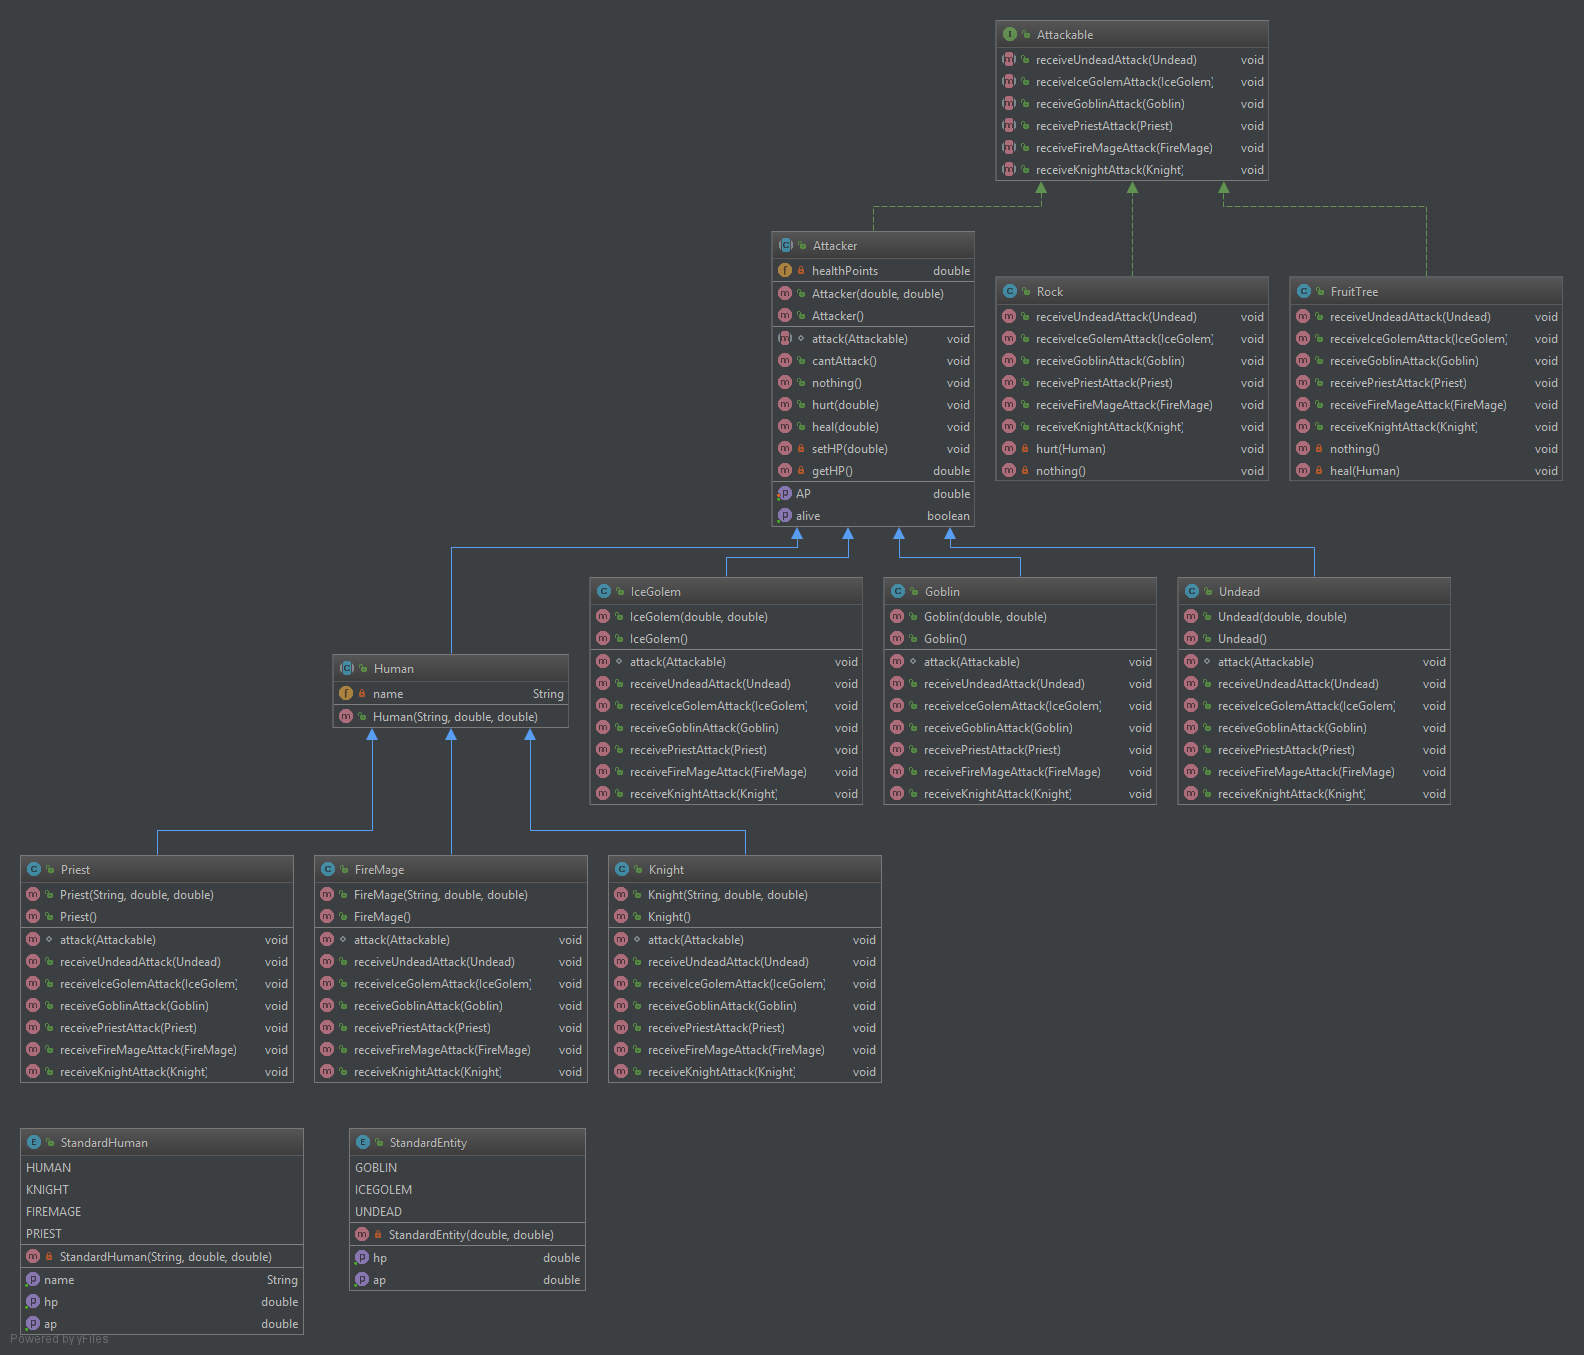 Attackable
receiveUndeadAttack(Undead) void
receiveIceGolemAttack(IceGolem) void
receiveGoblinAttack(Goblin) void
receivePriestAttack(Priest) void
receiveFireMageAttack(FireMage) void
receiveKnightAttack(Knight) void
Attacker
healthPoints double
Attacker(double, double)
Attacker()
attack(Attackable) void
cantAttack() void
nothing() void
hurt(double) void
heal(double) void
setHP(double) void
getHP() double
AP double
alive boolean
Rock
receiveUndeadAttack(Undead) void
receiveIceGolemAttack(IceGolem) void
receiveGoblinAttack(Goblin) void
receivePriestAttack(Priest) void
receiveFireMageAttack(FireMage) void
receiveKnightAttack(Knight) void
hurt(Human) void
nothing() void
FruitTree
receiveUndeadAttack(Undead) void
receiveIceGolemAttack(IceGolem) void
receiveGoblinAttack(Goblin) void
receivePriestAttack(Priest) void
receiveFireMageAttack(FireMage) void
receiveKnightAttack(Knight) void
nothing() void
heal(Human) void
Human
name String
Human(String, double, double)
IceGolem
IceGolem(double, double)
IceGolem()
attack(Attackable) void
receiveUndeadAttack(Undead) void
receiveIceGolemAttack(IceGolem) void
receiveGoblinAttack(Goblin) void
receivePriestAttack(Priest) void
receiveFireMageAttack(FireMage) void
receiveKnightAttack(Knight) void
Goblin
Goblin(double, double)
Goblin()
attack(Attackable) void
receiveUndeadAttack(Undead) void
receiveIceGolemAttack(IceGolem) void
receiveGoblinAttack(Goblin) void
receivePriestAttack(Priest) void
receiveFireMageAttack(FireMage) void
receiveKnightAttack(Knight) void
Undead
Undead(double, double)
Undead()
attack(Attackable) void
receiveUndeadAttack(Undead) void
receiveIceGolemAttack(IceGolem) void
receiveGoblinAttack(Goblin) void
receivePriestAttack(Priest) void
receiveFireMageAttack(FireMage) void
receiveKnightAttack(Knight) void
Priest
Priest(String, double, double)
Priest()
attack(Attackable) void
receiveUndeadAttack(Undead) void
receiveIceGolemAttack(IceGolem) void
receiveGoblinAttack(Goblin) void
receivePriestAttack(Priest) void
receiveFireMageAttack(FireMage) void
receiveKnightAttack(Knight) void
FireMage
FireMage(String, double, double)
FireMage()
attack(Attackable) void
receiveUndeadAttack(Undead) void
receiveIceGolemAttack(IceGolem) void
receiveGoblinAttack(Goblin) void
receivePriestAttack(Priest) void
receiveFireMageAttack(FireMage) void
receiveKnightAttack(Knight) void
Knight
Knight(String, double, double)
Knight()
attack(Attackable) void
receiveUndeadAttack(Undead) void
receiveIceGolemAttack(IceGolem) void
receiveGoblinAttack(Goblin) void
receivePriestAttack(Priest) void
receiveFireMageAttack(FireMage) void
receiveKnightAttack(Knight) void
StandardHuman
HUMAN
KNIGHT
FIREMAGE
PRIEST
StandardHuman(String, double, double)
name String
hp double
ap double
StandardEntity
GOBLIN
ICEGOLEM
UNDEAD
StandardEntity(double, double)
hp double
ap double
Powered by yFiles